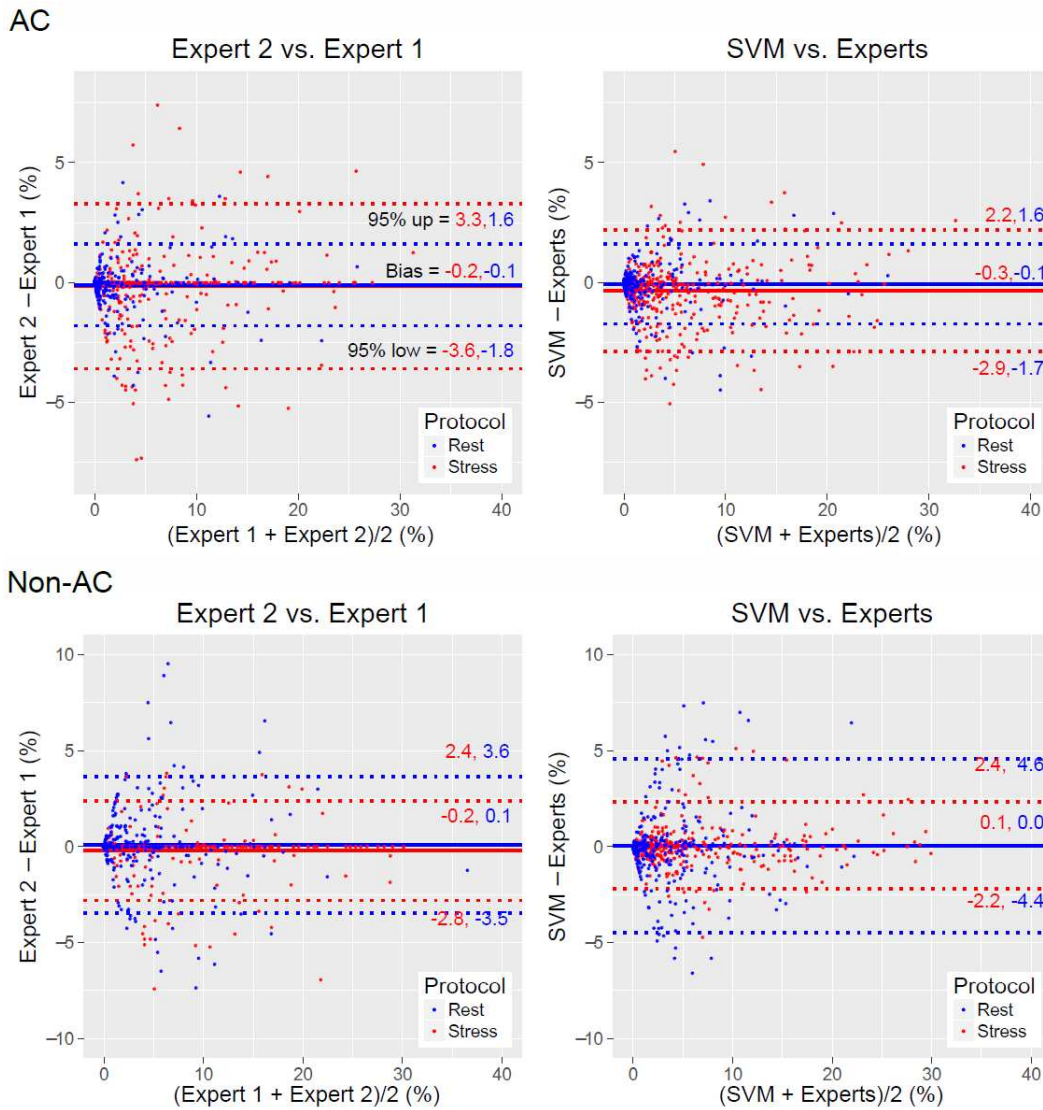 AC
Expert 2 vs. Expert 1
SVM vs. Experts
Expert 2 – Expert 1 (%)
5
0
–5
95% up = 3.3,1.6
Bias = -0.2,-0.1
95% low = -3.6,-1.8
Protocol
Rest
Stress
0 10 20 30 40
(Expert 1 + Expert 2)/2 (%)
SVM – Experts (%)
5
0
–5
2.2,1.6
-0.3,-0.1
-2.9,-1.7
Protocol
Rest
Stress
0 10 20 30 40
(SVM + Experts)/2 (%)
Non-AC
Expert 2 vs. Expert 1
SVM vs. Experts
Expert 2 – Expert 1 (%)
10
5
0
–5
–10
2.4, 3.6
-0.2, 0.1
-2.8, -3.5
Protocol
Rest
Stress
0 10 20 30 40
(Expert 1 + Expert 2)/2 (%)
SVM – Experts (%)
10
5
0
–5
–10
2.4, 4.6
0.1, 0.0
-2.2, -4.4
Protocol
Rest
Stress
0 10 20 30 40
(SVM + Experts)/2 (%)